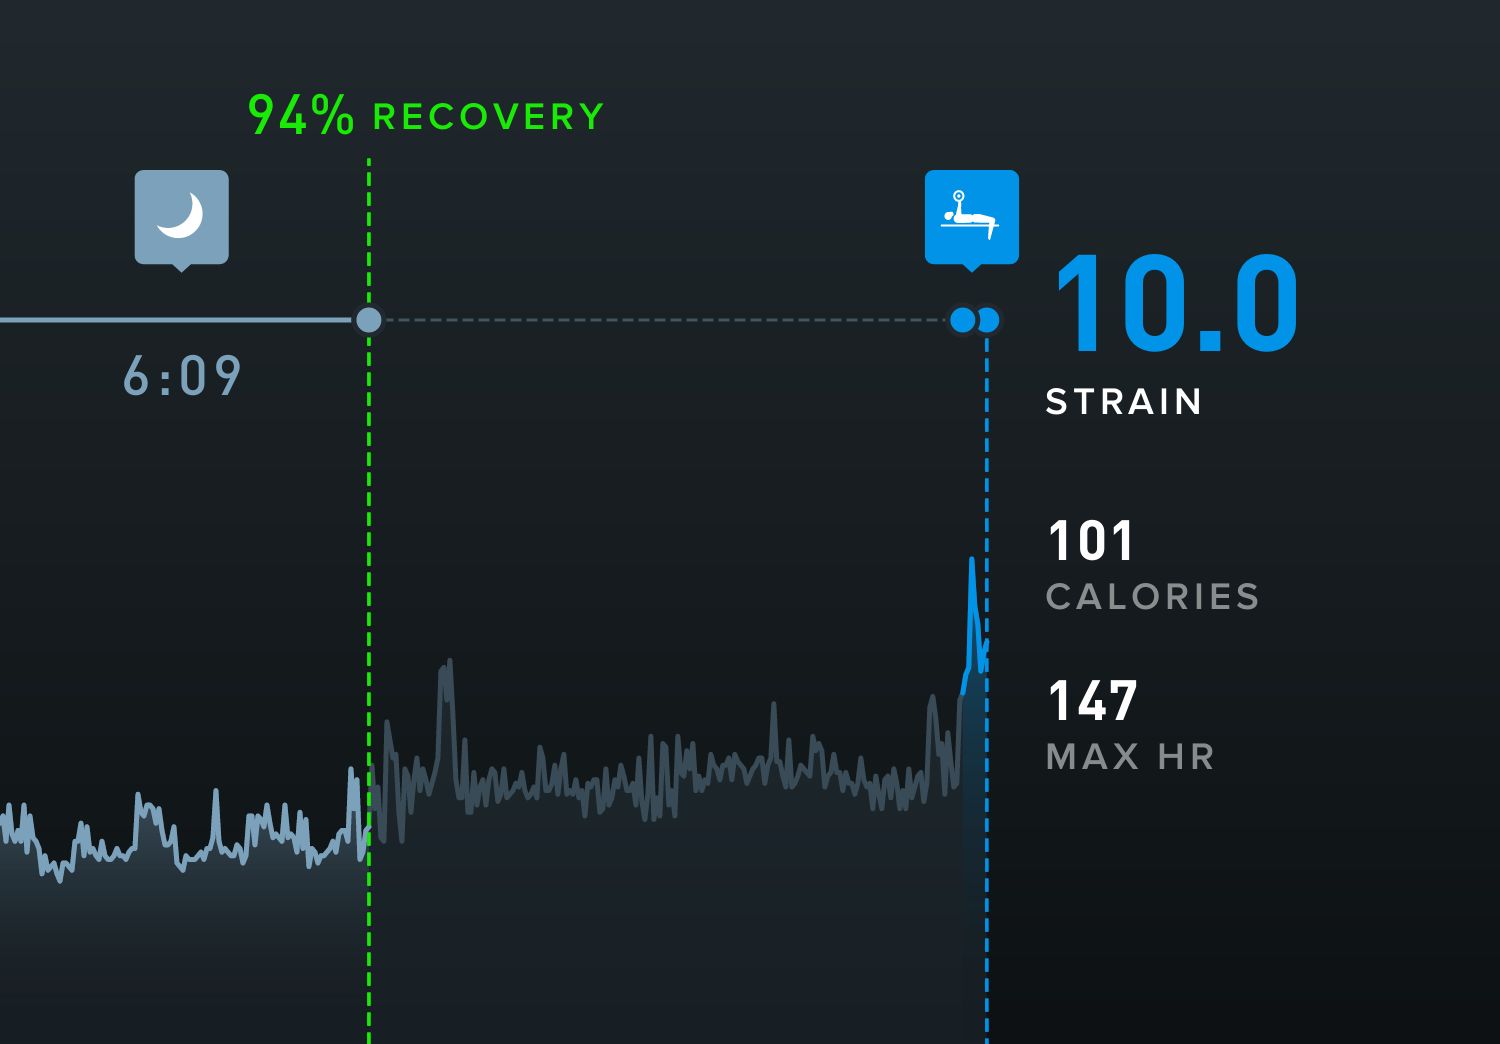 94% RECOVERY
6:09
10.0
STRAIN
101
CALORIES
147
MAX HR